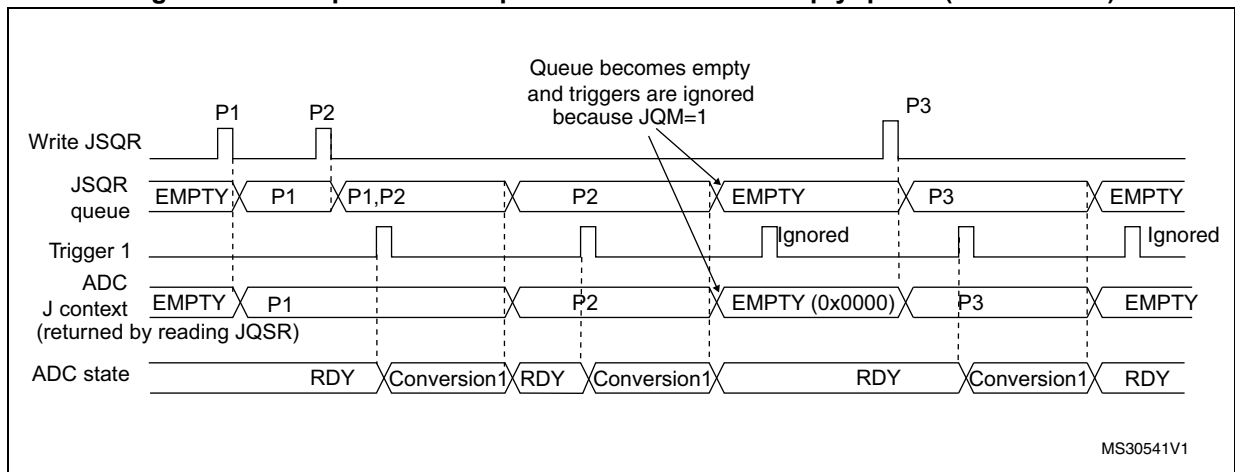 Queue becomes empty
and triggers are ignored
because JQM=1
P1
P2
P3
Write JSQR
JSQR
queue
EMPTY
P1
P1,P2
P2
EMPTY
P3
EMPTY
Trigger 1
Ignored
Ignored
ADC
J context
(returned by reading JQSR)
EMPTY
P1
P2
EMPTY (0x0000)
P3
EMPTY
ADC state
RDY
Conversion1
RDY
Conversion1
RDY
Conversion1
RDY
MS30541V1